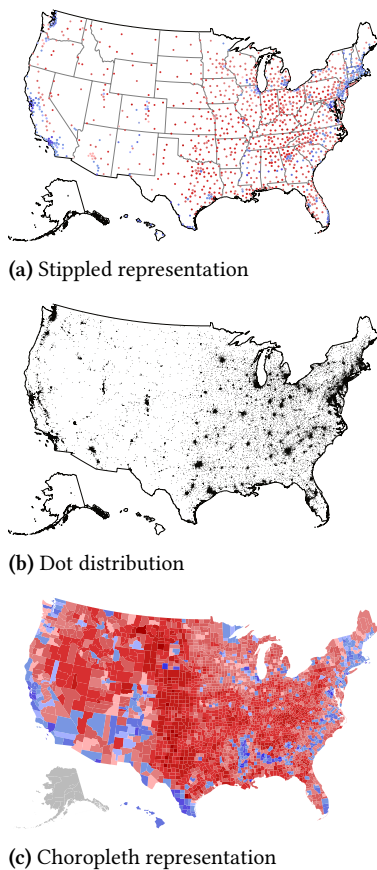 (a) Stippled representation
(b) Dot distribution
(c) Choropleth representation